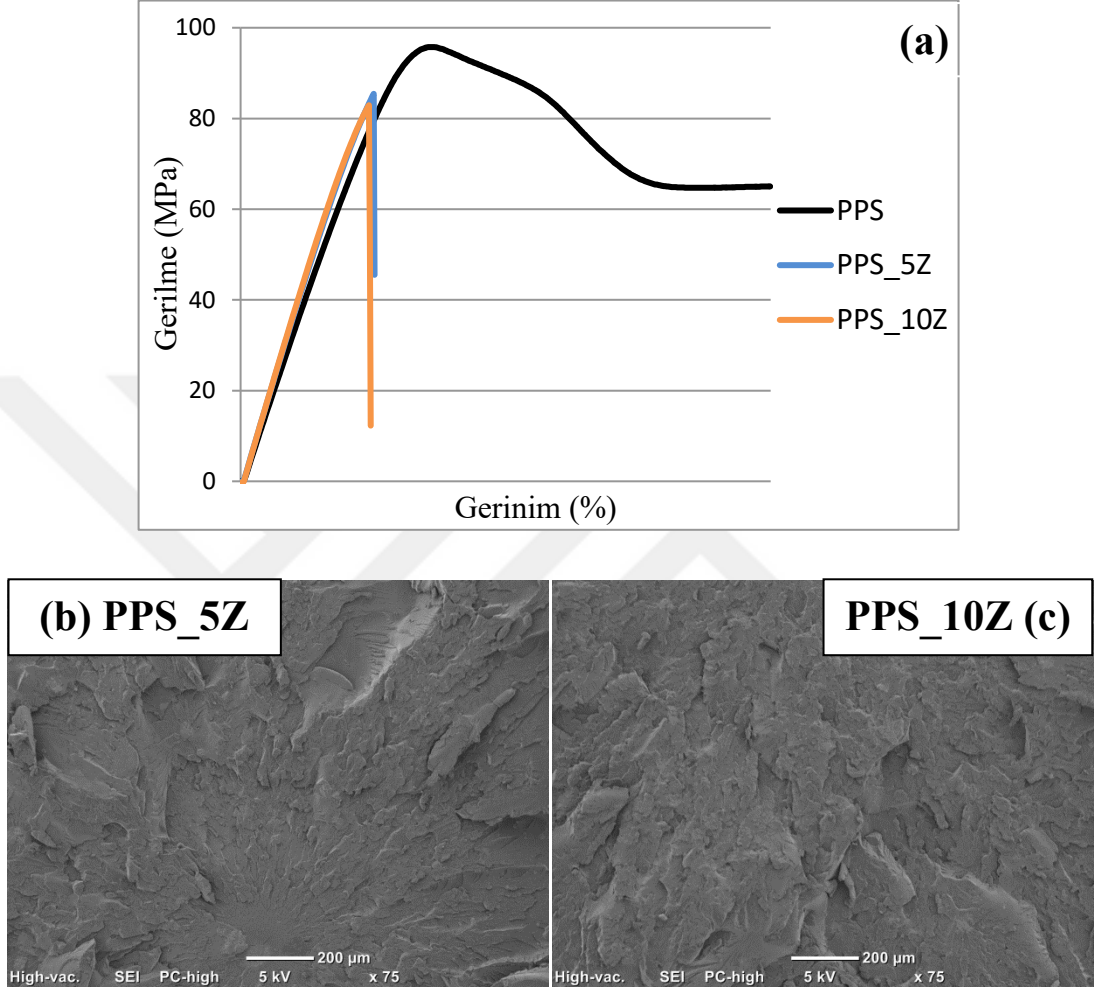 (a)
100
80
60
40
20
0
Gerilme (MPa)
Gerinim (%)
PPS
PPS_5Z
PPS_10Z
(b) PPS_5Z
PPS_10Z (c)
200 µm
High-vac. SEI PC-high 5 kV x 75
200 µm
High-vac. SEI PC-high 5 kV x 75